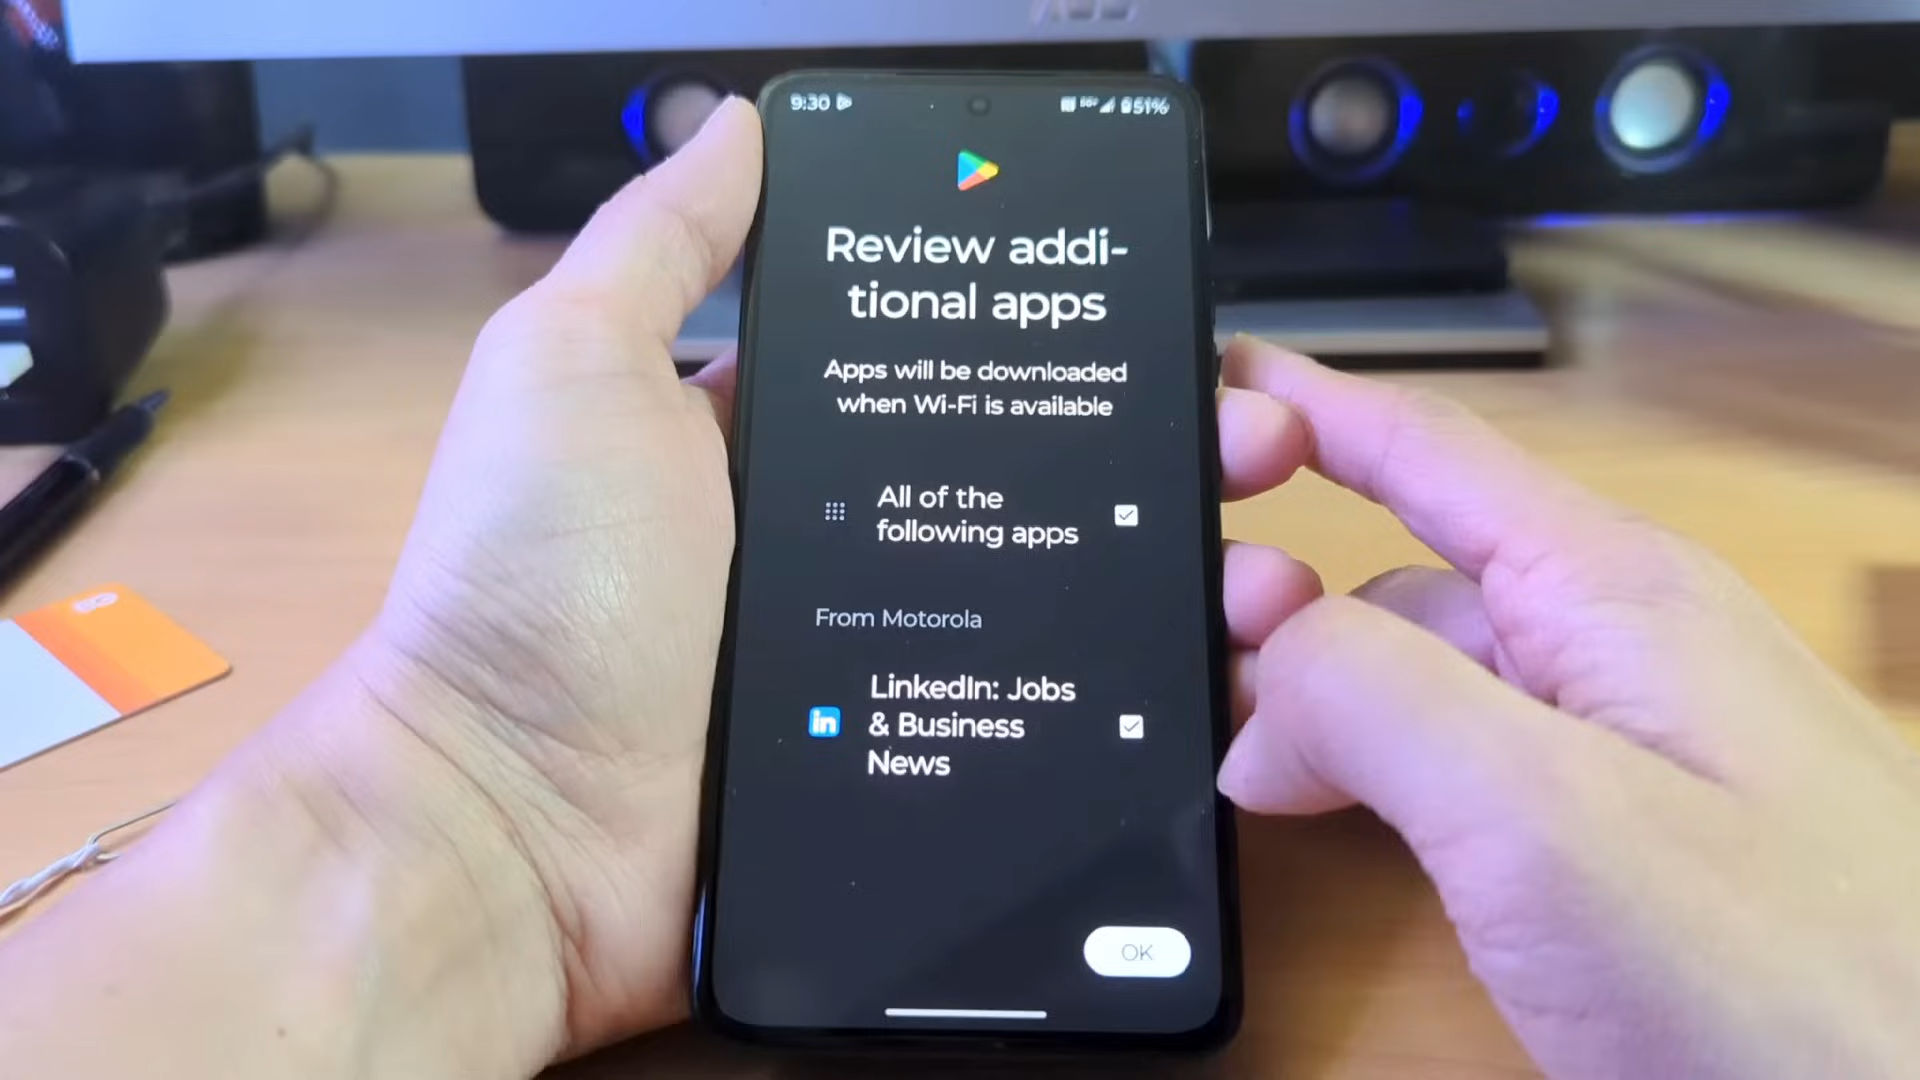 9:30
51%
Review addi-
tional apps
Apps will be downloaded
when Wi-Fi is available
All of the
following apps
From Motorola
in
LinkedIn: Jobs
& Business
News
OK